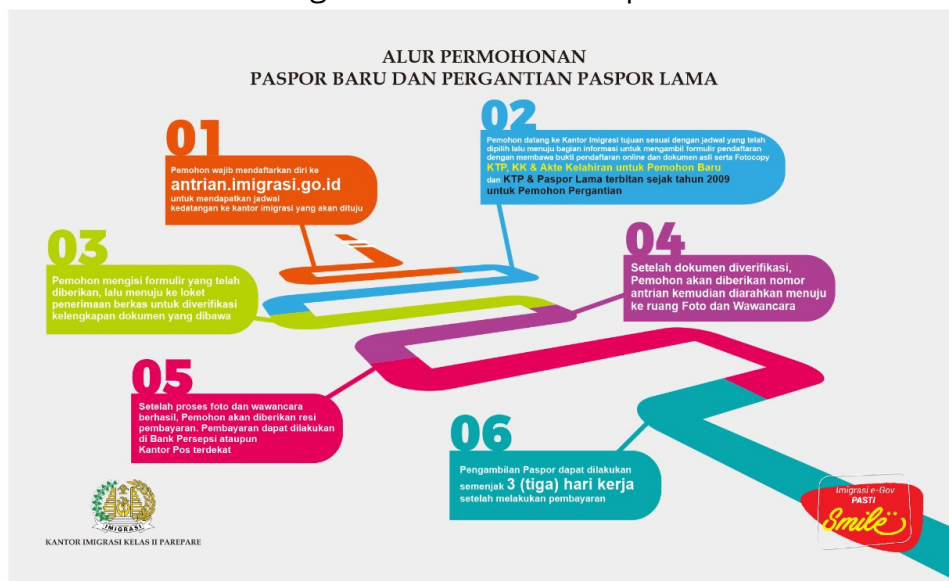 ALUR PERMOHONAN
PASPOR BARU DAN PERGANTIAN PASPOR LAMA
01
Pemohon wajib mendaftarkan diri ke
antrian.imigrasi.go.id
untuk mendapatkan jadwal
kedatangan ke kantor imigrasi yang akan dituju
02
Pemohon datang ke Kantor Imigrasi tujuan sesuai dengan jadwal yang telah
dipilih lalu menuju bagian informasi untuk mengambil formulir pendaftaran
dengan membawa bukti pendaftaran online dan dokumen asli serta Fotocopy
KTP, KK & Akte Kelahiran untuk Pemohon Baru
dan KTP & Paspor Lama terbitan sejak tahun 2009
untuk Pemohon Pergantian
03
Pemohon mengisi formulir yang telah
diberikan, lalu menuju ke loket
penerimaan berkas untuk diverifikasi
kelengkapan dokumen yang dibawa
04
Setelah dokumen diverifikasi,
Pemohon akan diberikan nomor
antrian kemudian diarahkan menuju
ke ruang Foto dan Wawancara
05
Setelah proses foto dan wawancara
berhasil, Pemohon akan diberikan resi
pembayaran. Pembayaran dapat dilakukan
di Bank Persepsi ataupun
Kantor Pos terdekat
06
Pengambilan Paspor dapat dilakukan
semenjak 3 (tiga) hari kerja
setelah melakukan pembayaran
IMIGRASI
KANTOR IMIGRASI KELAS II PAREPARE
Imigrasi e-Gov
PASTI
Smile